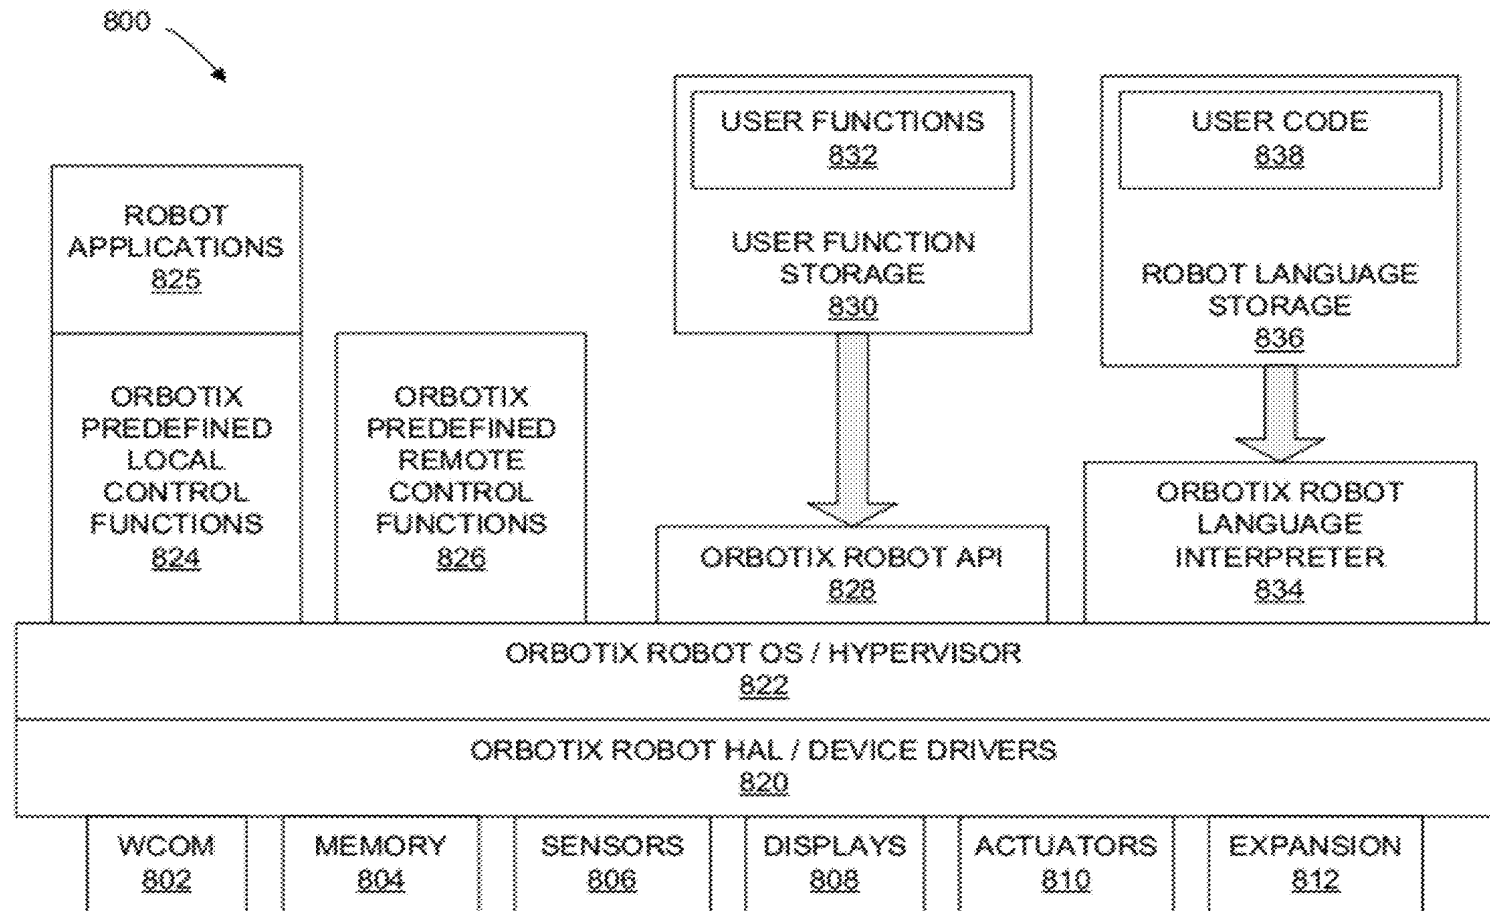 800
USER FUNCTIONS
832
USER FUNCTION
STORAGE
830
USER CODE
838
ROBOT LANGUAGE
STORAGE
836
ROBOT
APPLICATIONS
825
ORBOTIX
PREDEFINED
LOCAL
CONTROL
FUNCTIONS
824
ORBOTIX
PREDEFINED
REMOTE
CONTROL
FUNCTIONS
826
ORBOTIX ROBOT API
828
ORBOTIX ROBOT
LANGUAGE
INTERPRETER
834
ORBOTIX ROBOT OS / HYPERVISOR
822
ORBOTIX ROBOT HAL / DEVICE DRIVERS
820
WCOM
802
MEMORY
804
SENSORS
806
DISPLAYS
808
ACTUATORS
810
EXPANSION
812